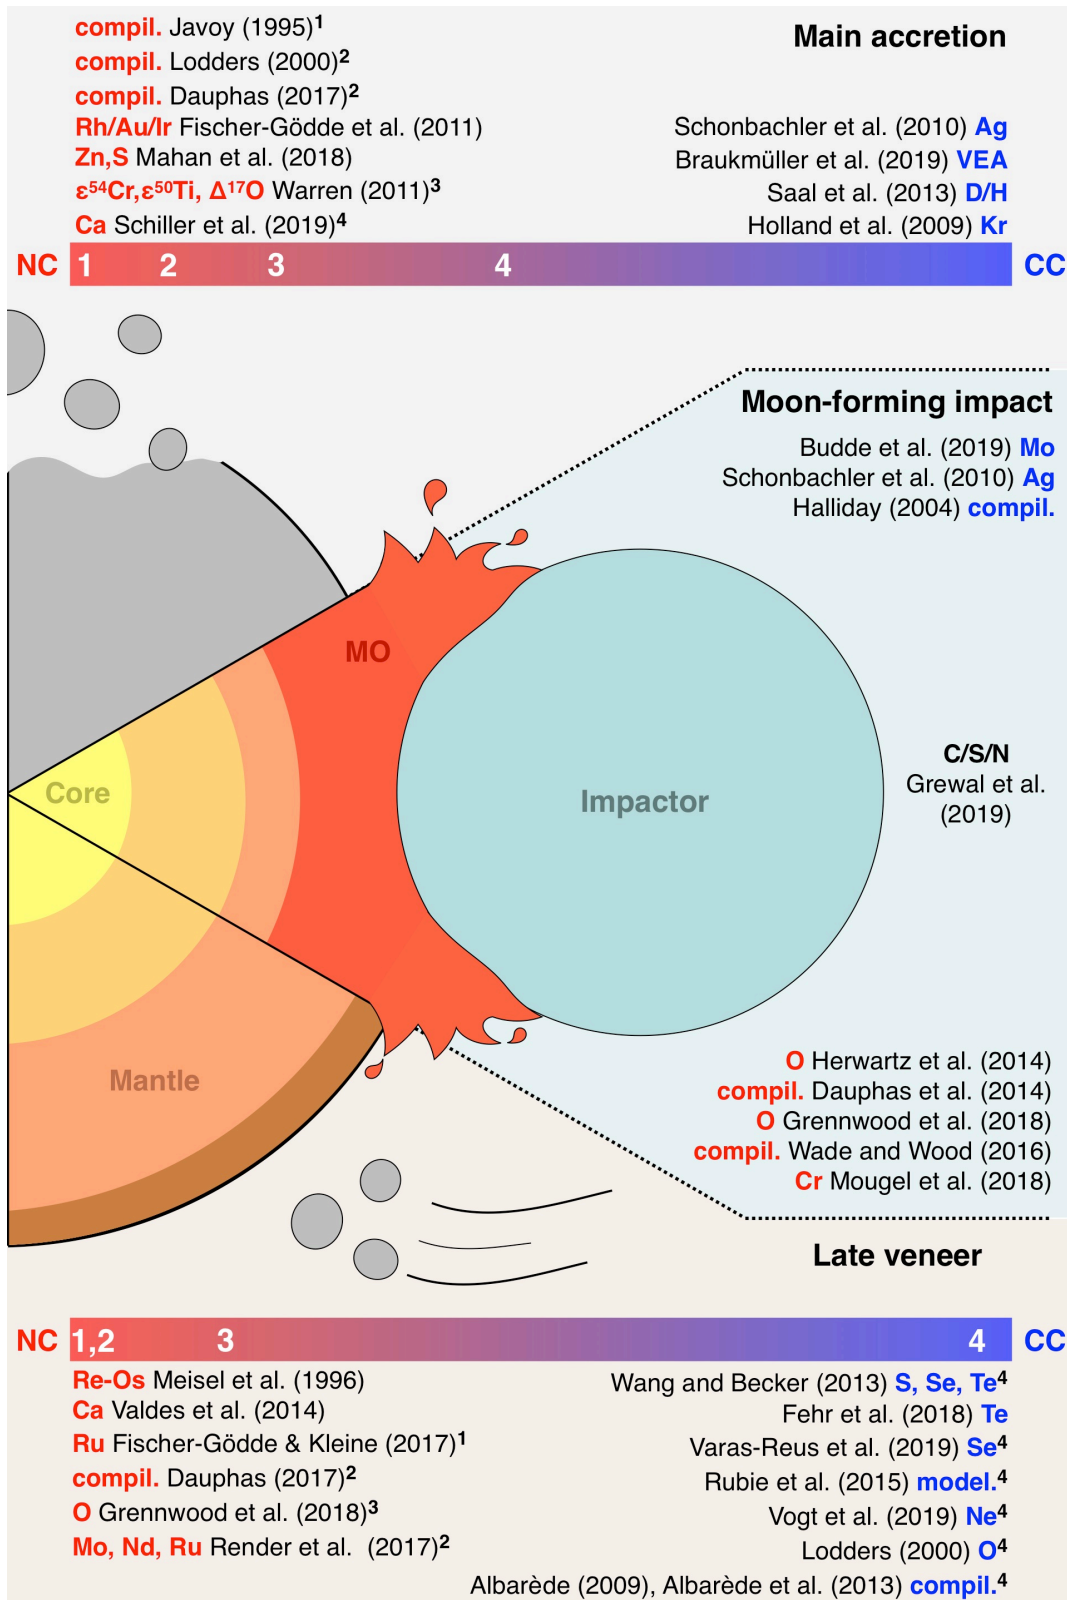 compil. Javoy (1995)¹
compil. Lodders (2000)²
compil. Dauphas (2017)²
Rh/Au/Ir Fischer-Gödde et al. (2011)
Zn,S Mahan et al. (2018)
ε⁵⁴Cr,ε⁵⁰Ti, Δ¹⁷O Warren (2011)³
Ca Schiller et al. (2019)⁴
Main accretion
Schonbachler et al. (2010) Ag
Braukmüller et al. (2019) VEA
Saal et al. (2013) D/H
Holland et al. (2009) Kr
NC 1 2 3 4 CC
Moon-forming impact
Budde et al. (2019) Mo
Schonbachler et al. (2010) Ag
Halliday (2004) compil.
MO
Core
Impactor
C/S/N
Grewal et al.
(2019)
Mantle
O Herwartz et al. (2014)
compil. Dauphas et al. (2014)
O Grennwood et al. (2018)
compil. Wade and Wood (2016)
Cr Mougel et al. (2018)
Late veneer
NC 1,2 3 4 CC
Re-Os Meisel et al. (1996)
Ca Valdes et al. (2014)
Ru Fischer-Gödde & Kleine (2017)¹
compil. Dauphas (2017)²
O Grennwood et al. (2018)³
Mo, Nd, Ru Render et al. (2017)²
Wang and Becker (2013) S, Se, Te⁴
Fehr et al. (2018) Te
Varas-Reus et al. (2019) Se⁴
Rubie et al. (2015) model.⁴
Vogt et al. (2019) Ne⁴
Lodders (2000) O⁴
Albarède (2009), Albarède et al. (2013) compil.⁴